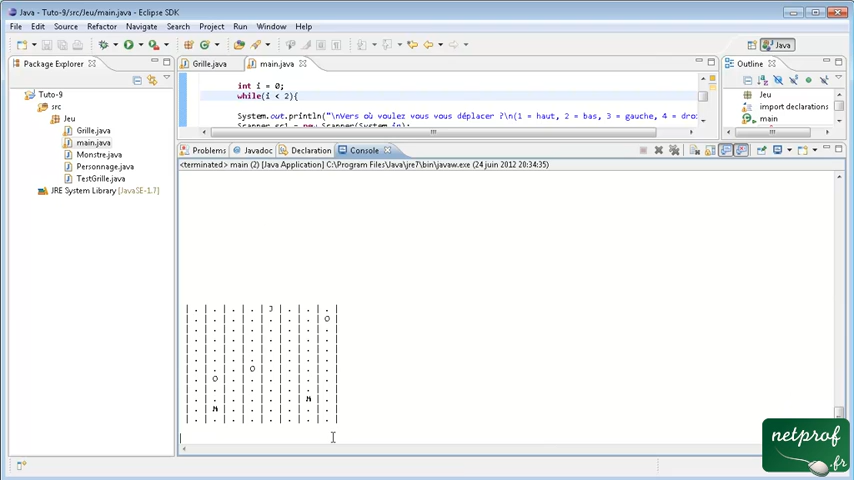 Java - Tuto-9/src/Jeu/main.java - Eclipse SDK
File Edit Source Refactor Navigate Search Project Run Window Help
Java
Package Explorer
Grille.java
main.java
Outline
int i = 0;
while(i < 2){
System.out.println("\nVers où voulez vous vous déplacer ?\n(1 = haut, 2 = bas, 3 = gauche, 4 = dro
Scanner sc1 = new Scanner(System.in);
Jeu
import declarations
main
Tuto-9
src
Jeu
Grille.java
main.java
Monstre.java
Personnage.java
TestGrille.java
JRE System Library [JavaSE-1.7]
Problems
Javadoc
Declaration
Console
<terminated> main (2) [Java Application] C:\Program Files\Java\jre7\bin\javaw.exe (24 juin 2012 20:34:35)
| . | . | . | . | J | . | . | . |
| . | . | . | . | . | . | . | O |
| . | . | . | . | . | . | . | . |
| . | . | . | . | . | . | . | . |
| . | . | . | . | . | . | . | . |
| . | . | . | . | . | . | . | . |
| . | . | . | O | . | . | . | . |
| . | O | . | . | . | . | . | . |
| . | . | . | . | . | . | . | . |
| . | . | . | . | . | . | M | . |
| . | M | . | . | . | . | . | . |
| . | . | . | . | . | . | . | . |
netprof
.fr